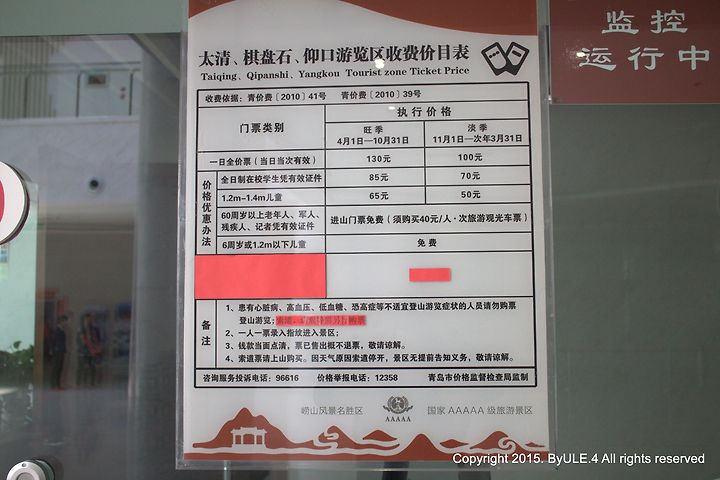 监控
运行中
太清、棋盘石、仰口游览区收费价目表
Taiqing、Qipanshi、Yangkou Tourist zone Ticket Price
收费依据：青价费〔2010〕41号 青价费〔2010〕39号
门票类别
执行价格
旺季
4月1日—10月31日
淡季
11月1日—次年3月31日
一日全价票（当日当次有效） 130元 100元
价格优惠办法
全日制在校学生凭有效证件 85元 70元
1.2m-1.4m儿童 65元 50元
60周岁以上老年人、军人、
残疾人、记者凭有效证件
进山门票免费（须购买40元/人·次旅游观光车票）
6周岁或1.2m以下儿童 免费
备注
1、患有心脏病、高血压、低血糖、恐高症等不适宜登山游览症状的人员请勿购票
登山游览；
2、一人一票录入指纹进入景区；
3、钱款当面点清，票已售出概不退票，敬请谅解。
4、索道票请上山购买。因天气原因索道停开，景区无提前告知义务，敬请谅解。
咨询服务投诉电话：96616 价格举报电话：12358 青岛市价格监督检查局监制
崂山风景名胜区 AAAAA 国家AAAAA级旅游景区
Copyright 2015. ByULE.4 All rights reserved